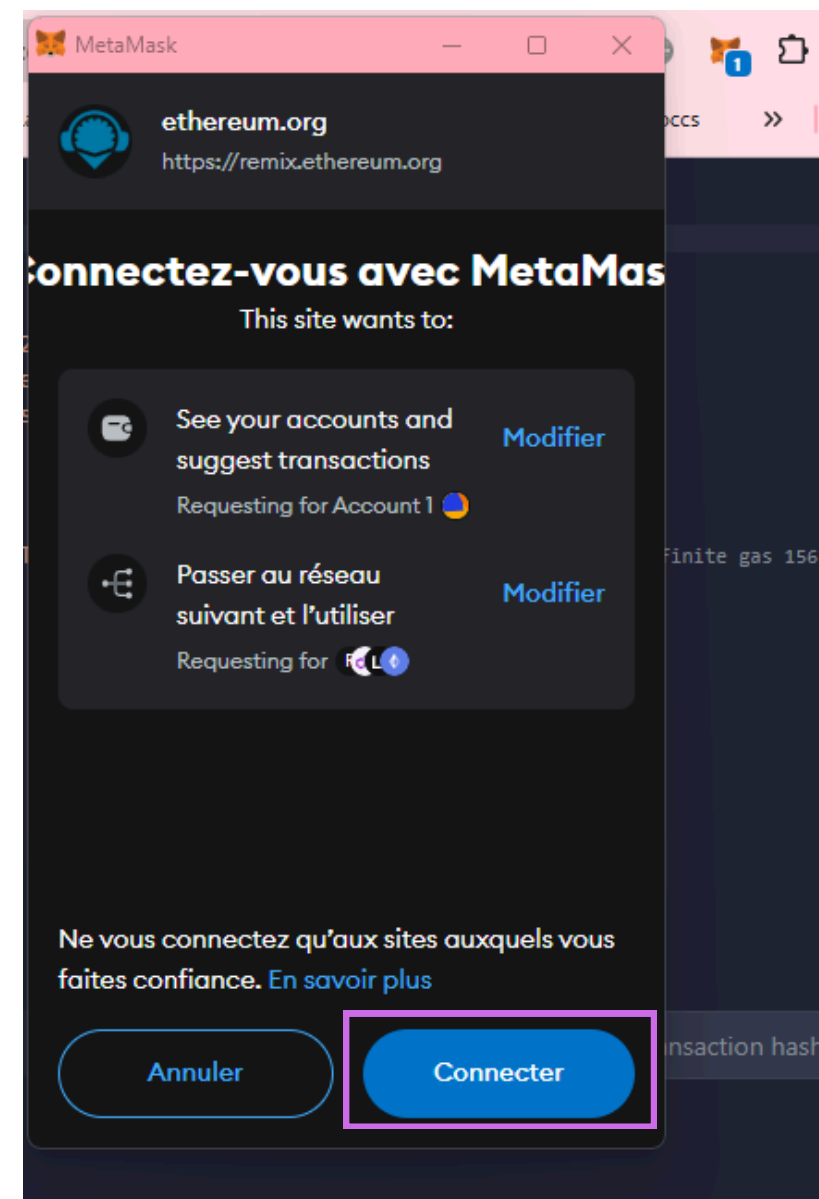 MetaMask
1
ethereum.org
https://remix.ethereum.org
occs
onnectez-vous avec MetaMas
This site wants to:
See your accounts and
suggest transactions
Modifier
Requesting for Account 1
Passer au réseau
suivant et l’utiliser
Modifier
Requesting for
finite gas 156
Ne vous connectez qu’aux sites auxquels vous
faites confiance. En savoir plus
Annuler
Connecter
nsaction hash